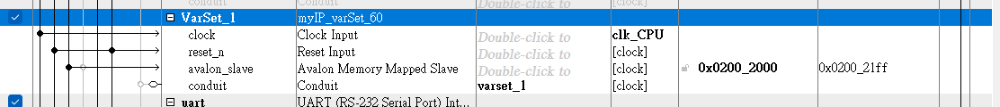 conduit Conduit Double-click to [clock]
VarSet_1 myIP_varSet_60
clock Clock Input Double-click to clk_CPU
reset_n Reset Input Double-click to [clock]
avalon_slave Avalon Memory Mapped Slave Double-click to [clock] 0x0200_2000 0x0200_21ff
conduit Conduit varset_1 [clock]
uart UART (RS-232 Serial Port) Int...